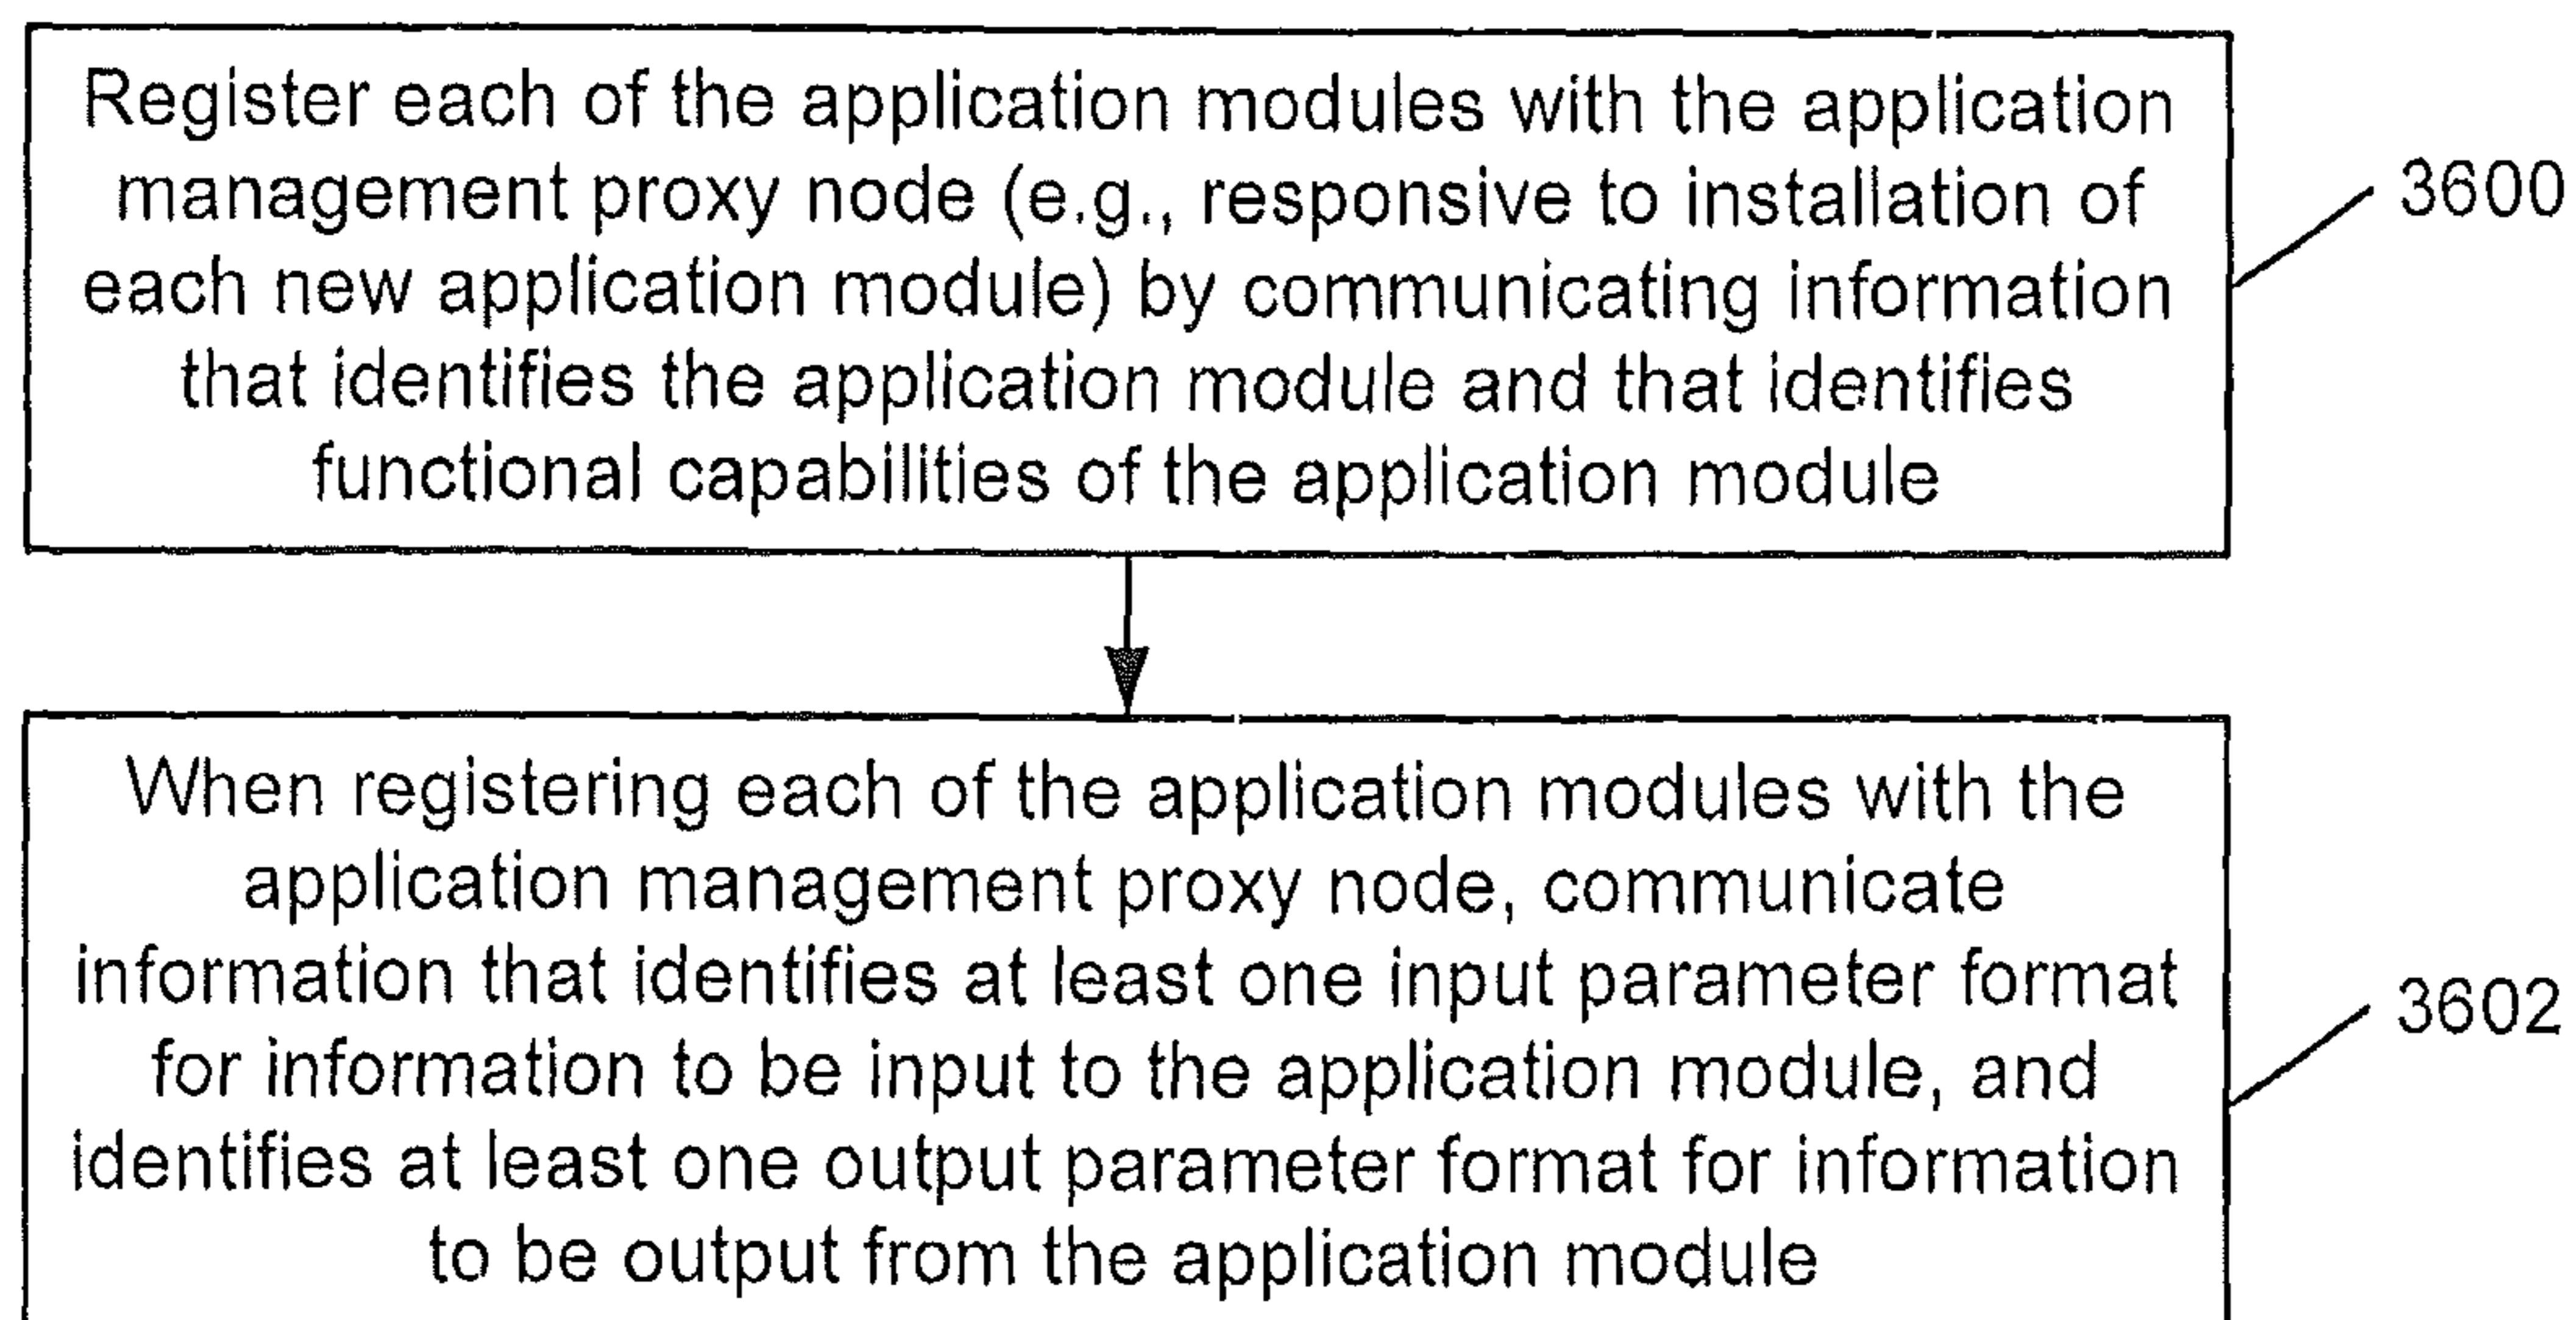 Register each of the application modules with the application
management proxy node (e.g., responsive to installation of
each new application module) by communicating information
that identifies the application module and that identifies
functional capabilities of the application module
3600
When registering each of the application modules with the
application management proxy node, communicate
information that identifies at least one input parameter format
for information to be input to the application module, and
identifies at least one output parameter format for information
to be output from the application module
3602